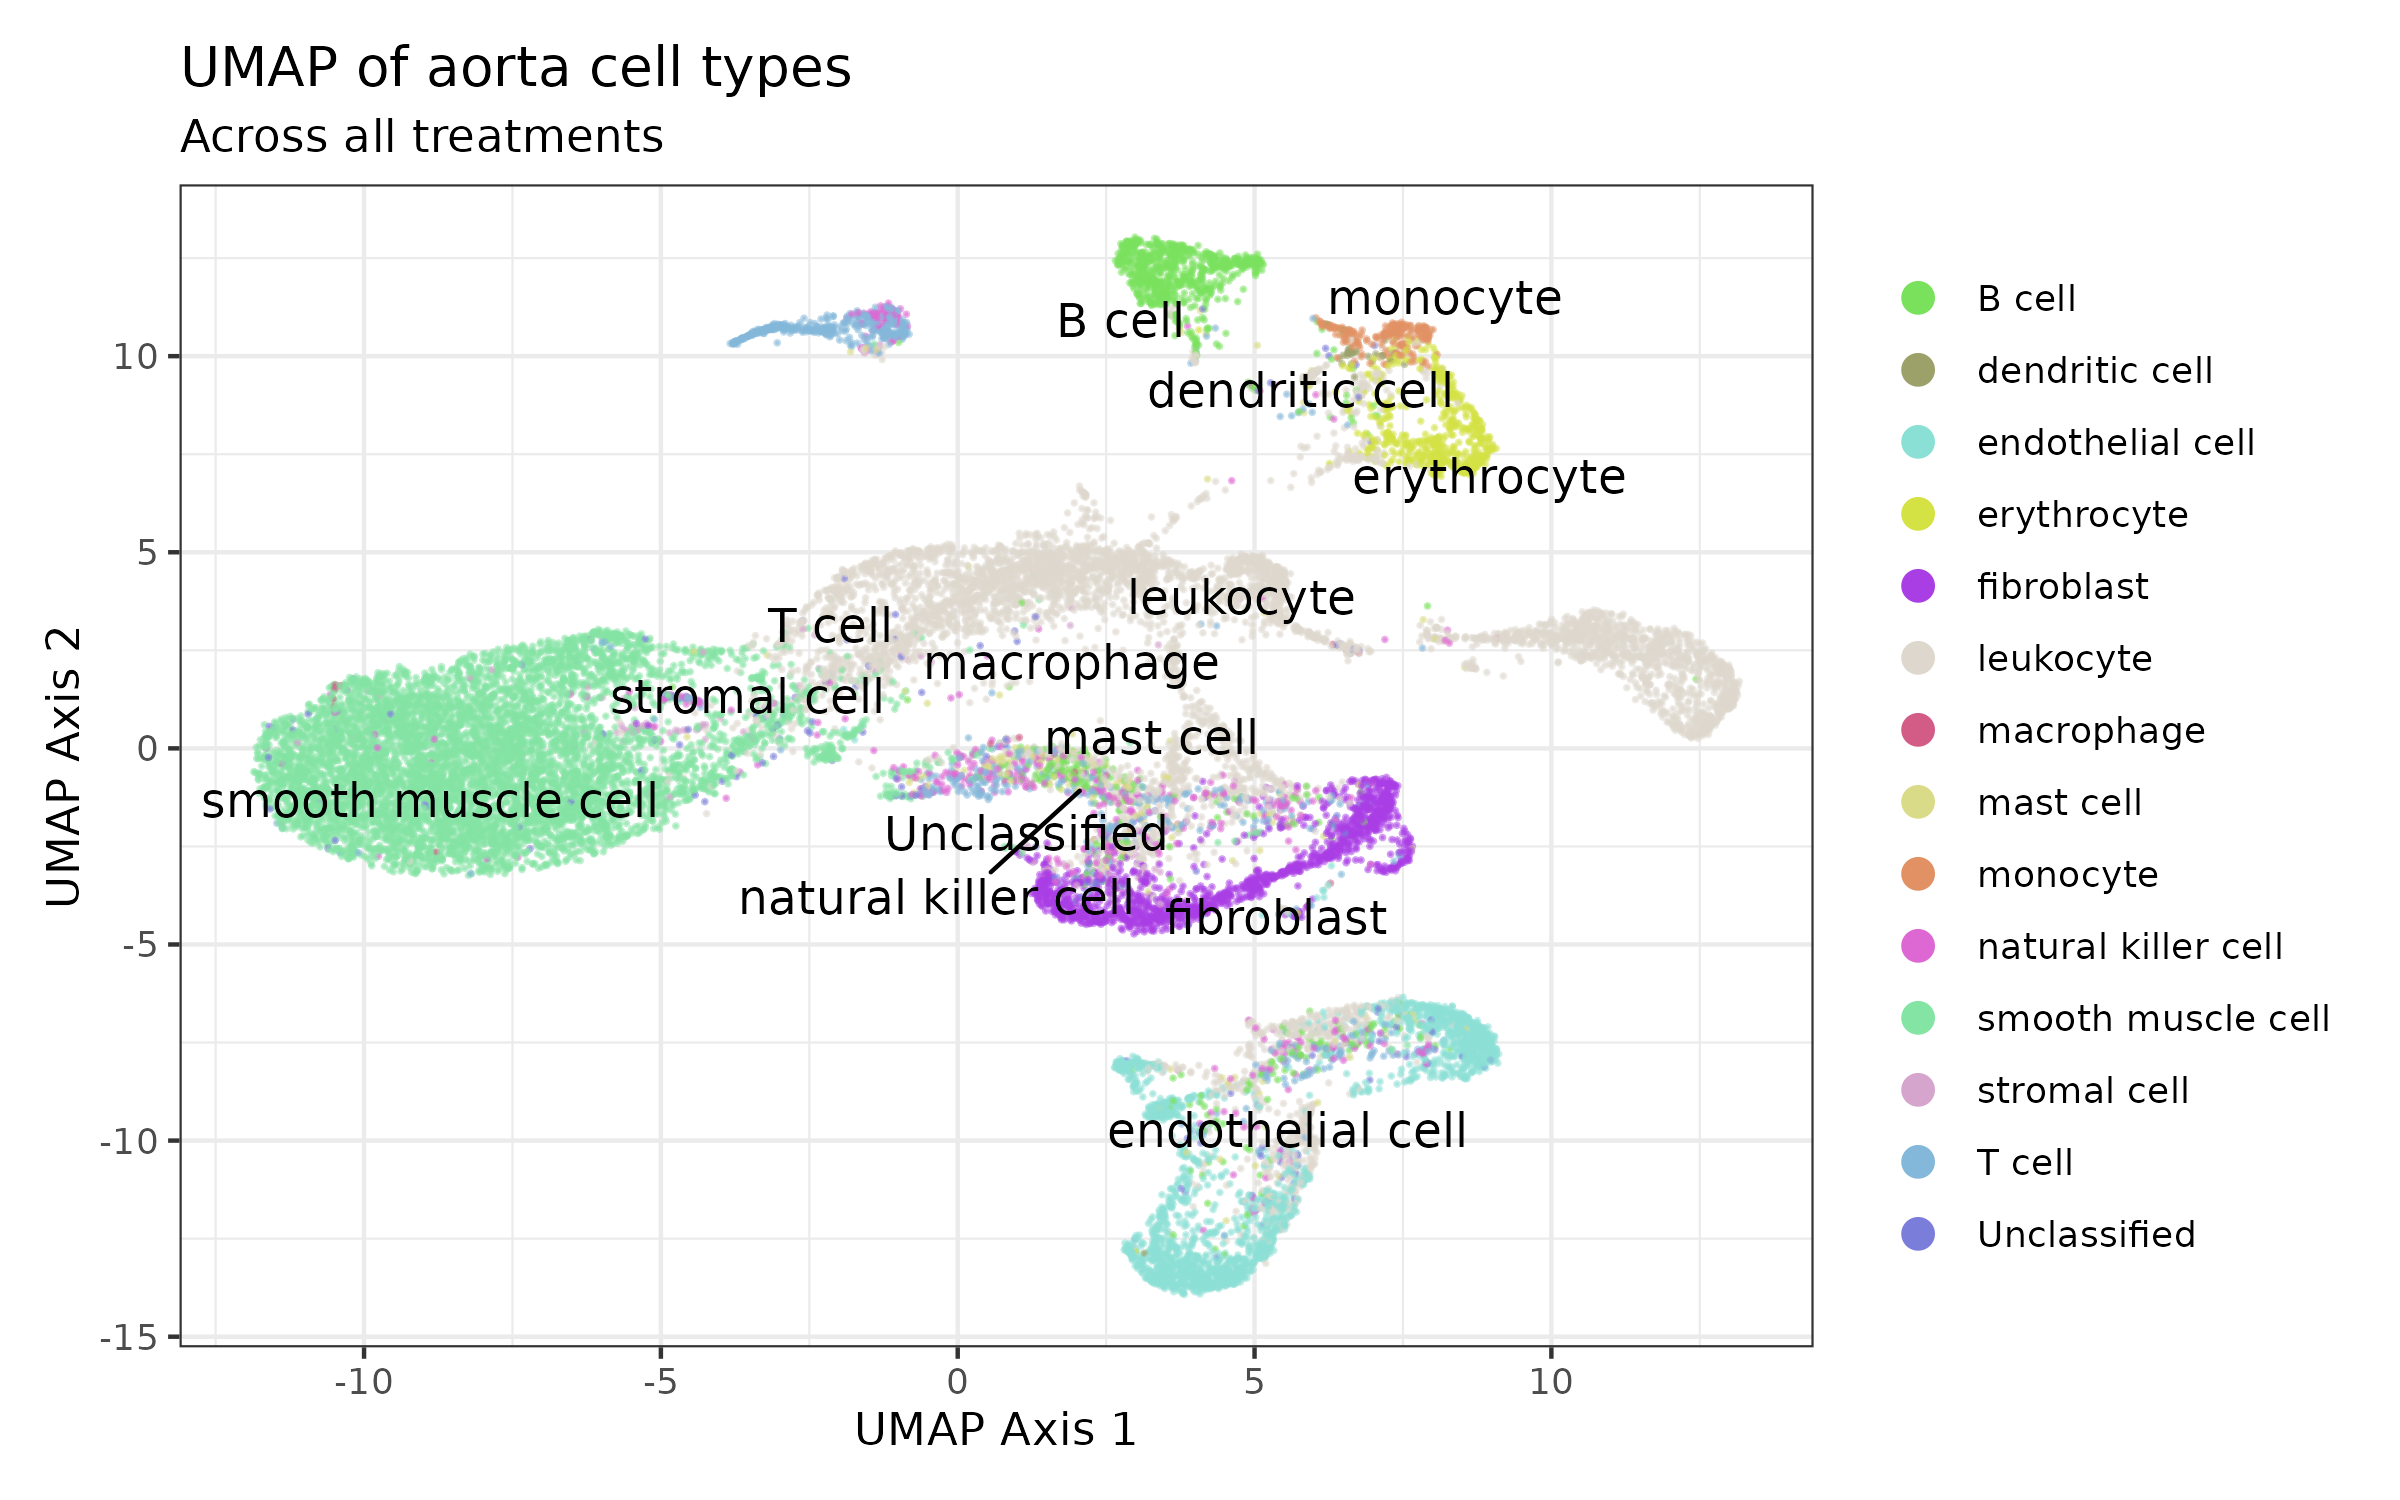 UMAP of aorta cell types
Across all treatments
B cell
monocyte
dendritic cell
erythrocyte
leukocyte
T cell
macrophage
stromal cell
mast cell
smooth muscle cell
Unclassified
natural killer cell
fibroblast
endothelial cell
10
5
0
-5
-10
-15
UMAP Axis 2
-10
-5
0
5
10
UMAP Axis 1
B cell
dendritic cell
endothelial cell
erythrocyte
fibroblast
leukocyte
macrophage
mast cell
monocyte
natural killer cell
smooth muscle cell
stromal cell
T cell
Unclassified